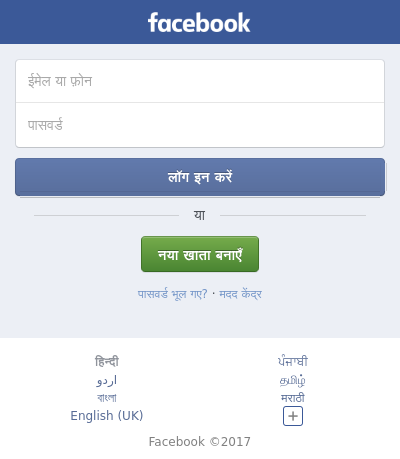 facebook
ईमेल या फ़ोन
पासवर्ड
लॉग इन करें
या
नया खाता बनाएँ
पासवर्ड भूल गए? · मदद केंद्र
हिन्दी
ਪੰਜਾਬੀ
اردو
தமிழ்
বাংলা
मराठी
English (UK)
Facebook ©2017